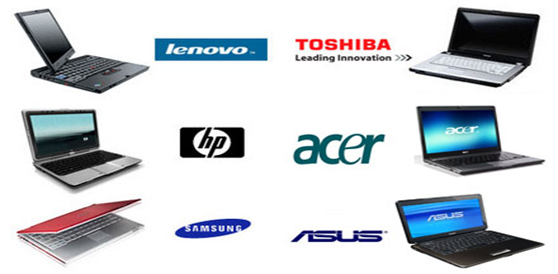 lenovo
TOSHIBA
Leading Innovation >>>
hp
acer
acer
SAMSUNG
ASUS
ASUS